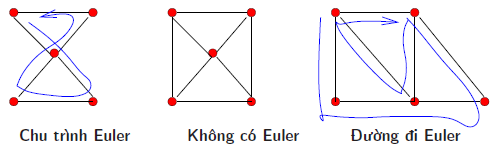 Chu trình Euler
Không có Euler
Đường đi Euler